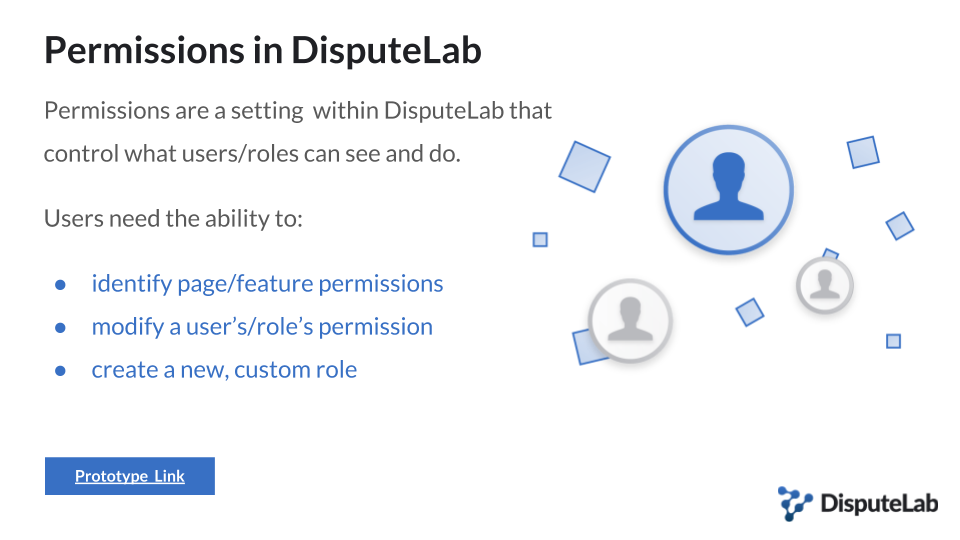 Permissions in DisputeLab
Permissions are a setting  within DisputeLab that
control what users/roles can see and do.
Users need the ability to:
● identify page/feature permissions
● modify a user’s/role’s permission
● create a new, custom role
Prototype Link
DisputeLab